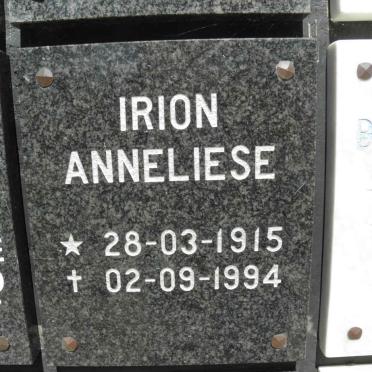 IRION
ANNELIESE
★ 28-03-1915
✝ 02-09-1994